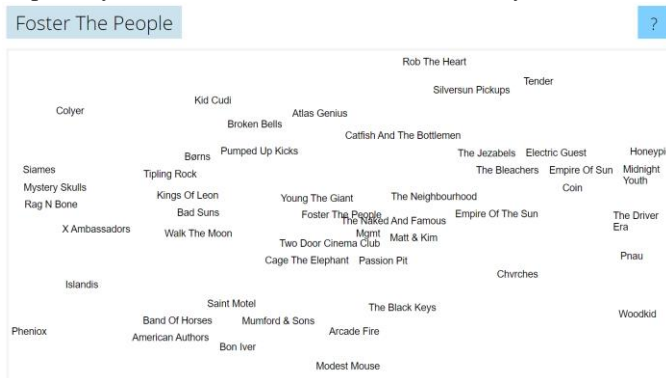 Foster The People
?
Rob The Heart
Tender
Silversun Pickups
Kid Cudi
Colyer
Atlas Genius
Broken Bells
Catfish And The Bottlemen
Pumped Up Kicks
Børns
The Jezabels
Electric Guest
Honeypi
Siames
Tipling Rock
The Bleachers
Empire Of Sun
Midnight
Youth
Mystery Skulls
Coin
Kings Of Leon
Young The Giant
The Neighbourhood
Rag N Bone
Bad Suns
Foster The People
The Naked And Famous
Empire Of The Sun
The Driver
Era
X Ambassadors
Walk The Moon
Mgmt
Matt & Kim
Two Door Cinema Club
Cage The Elephant
Passion Pit
Pnau
Chvrches
Islandis
Saint Motel
The Black Keys
Woodkid
Band Of Horses
Mumford & Sons
Pheniox
Arcade Fire
American Authors
Bon Iver
Modest Mouse